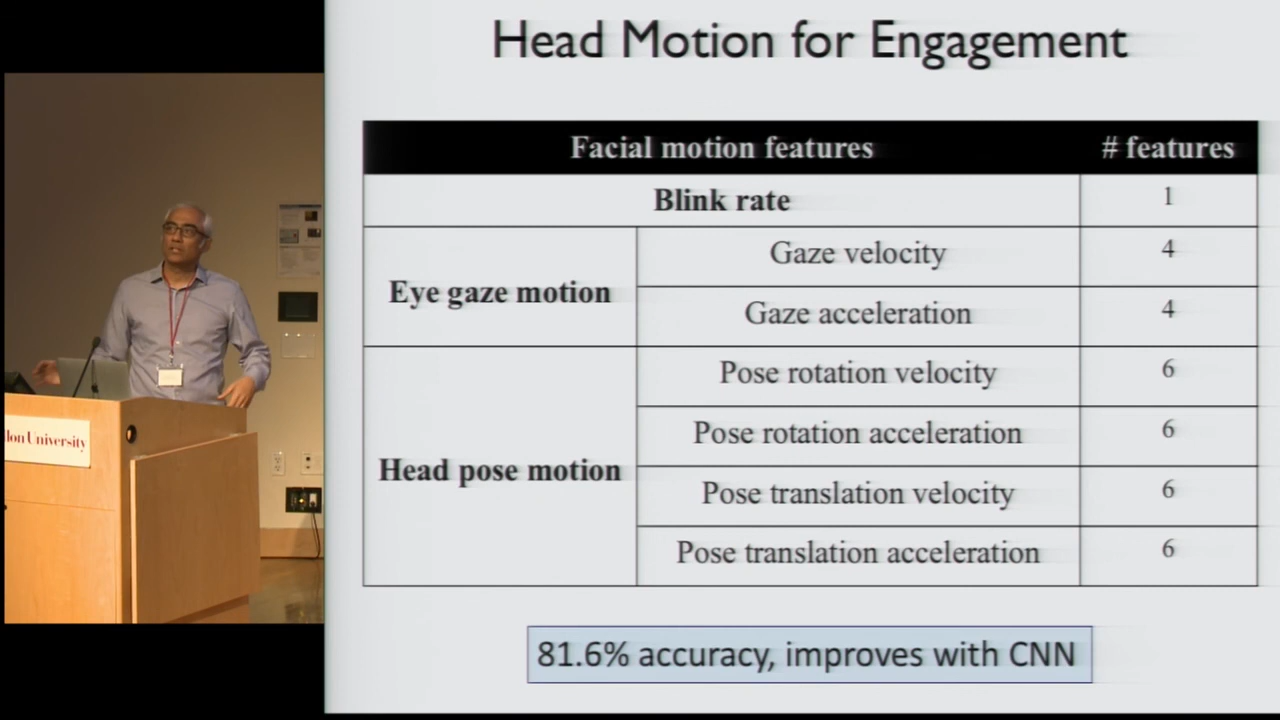 Head Motion for Engagement
Facial motion features # features
Blink rate 1
Eye gaze motion
Gaze velocity 4
Gaze acceleration 4
Head pose motion
Pose rotation velocity 6
Pose rotation acceleration 6
Pose translation velocity 6
Pose translation acceleration 6
81.6% accuracy, improves with CNN
lon University